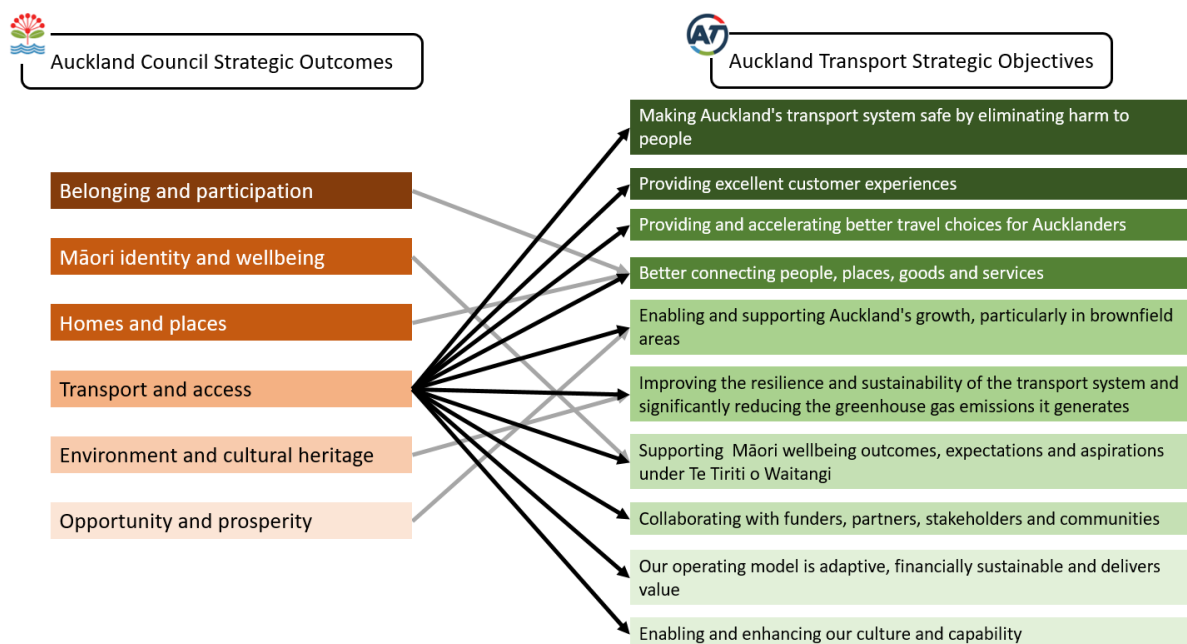 Auckland Council Strategic Outcomes
AT
Auckland Transport Strategic Objectives
Belonging and participation
Māori identity and wellbeing
Homes and places
Transport and access
Environment and cultural heritage
Opportunity and prosperity
Making Auckland's transport system safe by eliminating harm to
people
Providing excellent customer experiences
Providing and accelerating better travel choices for Aucklanders
Better connecting people, places, goods and services
Enabling and supporting Auckland's growth, particularly in brownfield
areas
Improving the resilience and sustainability of the transport system and
significantly reducing the greenhouse gas emissions it generates
Supporting  Māori wellbeing outcomes, expectations and aspirations
under Te Tiriti o Waitangi
Collaborating with funders, partners, stakeholders and communities
Our operating model is adaptive, financially sustainable and delivers
value
Enabling and enhancing our culture and capability